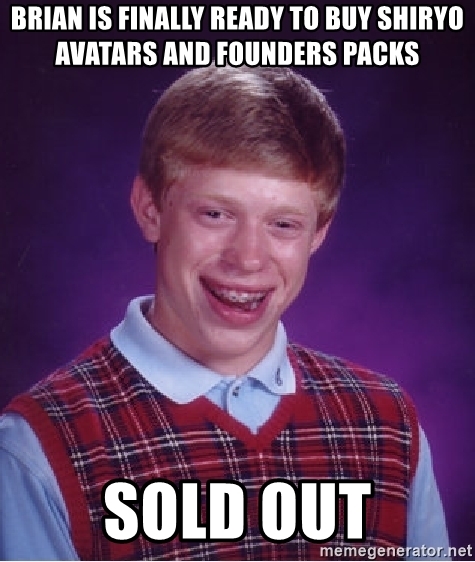 BRIAN IS FINALLY READY TO BUY SHIRYO
AVATARS AND FOUNDERS PACKS
SOLD OUT
memegenerator.net